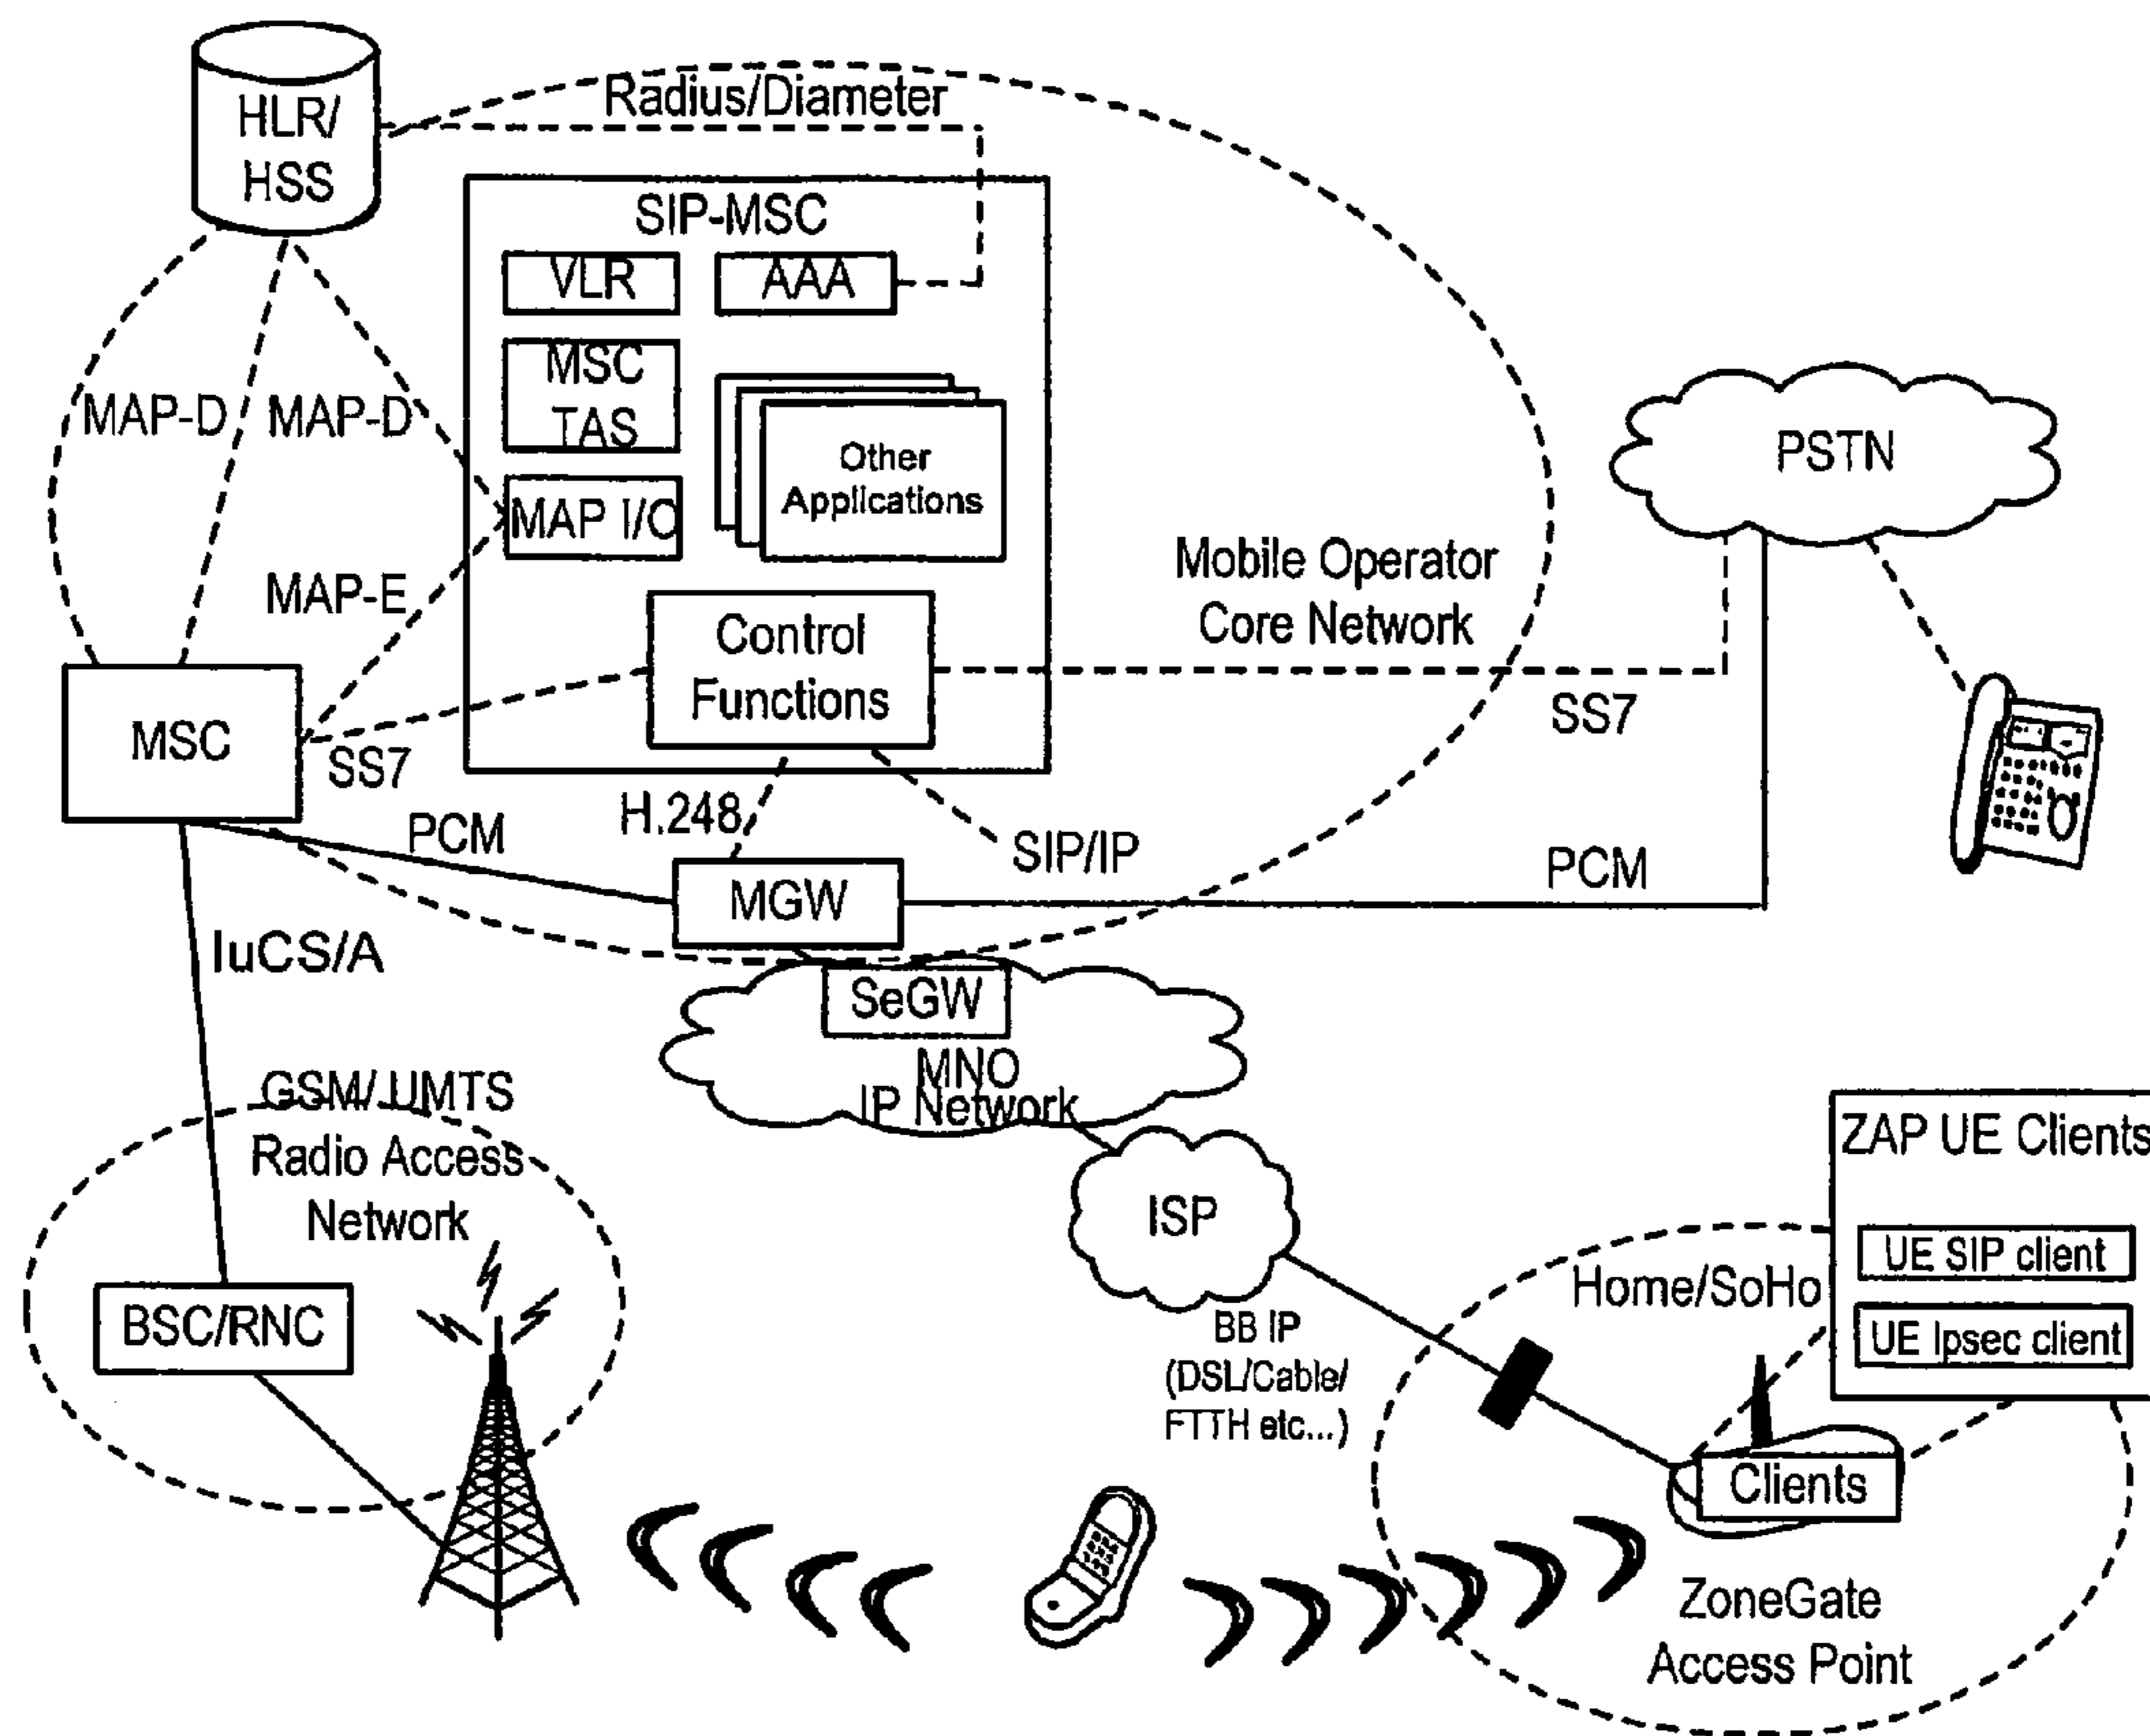 HLR/
HSS
Radius/Diameter
SIP-MSC
VLR
AAA
MSC
TAS
MAP I/O
Other
Applications
Control
Functions
MAP-D
MAP-D
MAP-E
MSC
SS7
PCM
H.248
SIP/IP
MGW
Mobile Operator
Core Network
PSTN
SS7
PCM
IuCS/A
SeGW
MNO
IP Network
GSM/ UMTS
Radio Access
Network
BSC/RNC
ISP
BB IP
(DSL/Cable/
FTTH etc...)
Home/SoHo
ZAP UE Clients
UE SIP client
UE Ipsec client
Clients
ZoneGate
Access Point